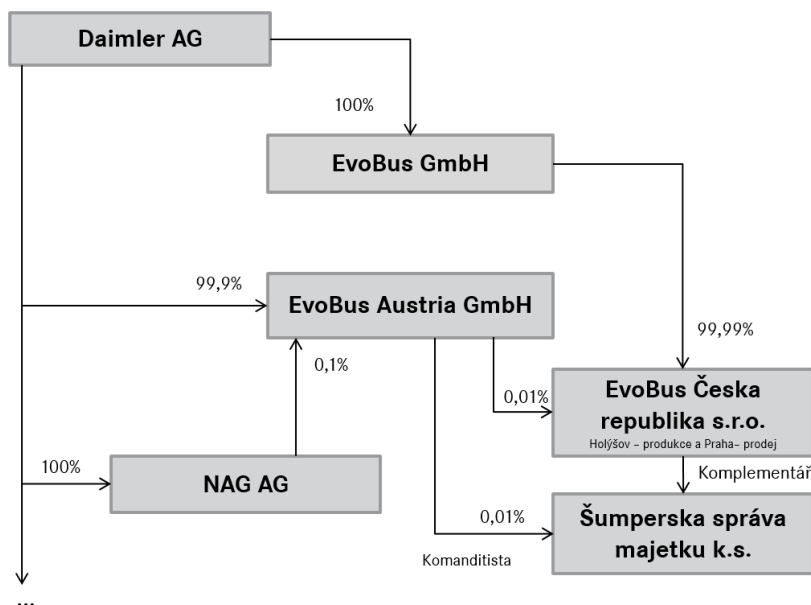 Daimler AG
100%
EvoBus GmbH
99,9%
EvoBus Austria GmbH
99,99%
0,1%
0,01%
EvoBus Česka
republika s.r.o.
Holýšov – produkce a Praha– prodej
100%
NAG AG
Komplementář
0,01%
Šumperska správa
majetku k.s.
Komanditista
...